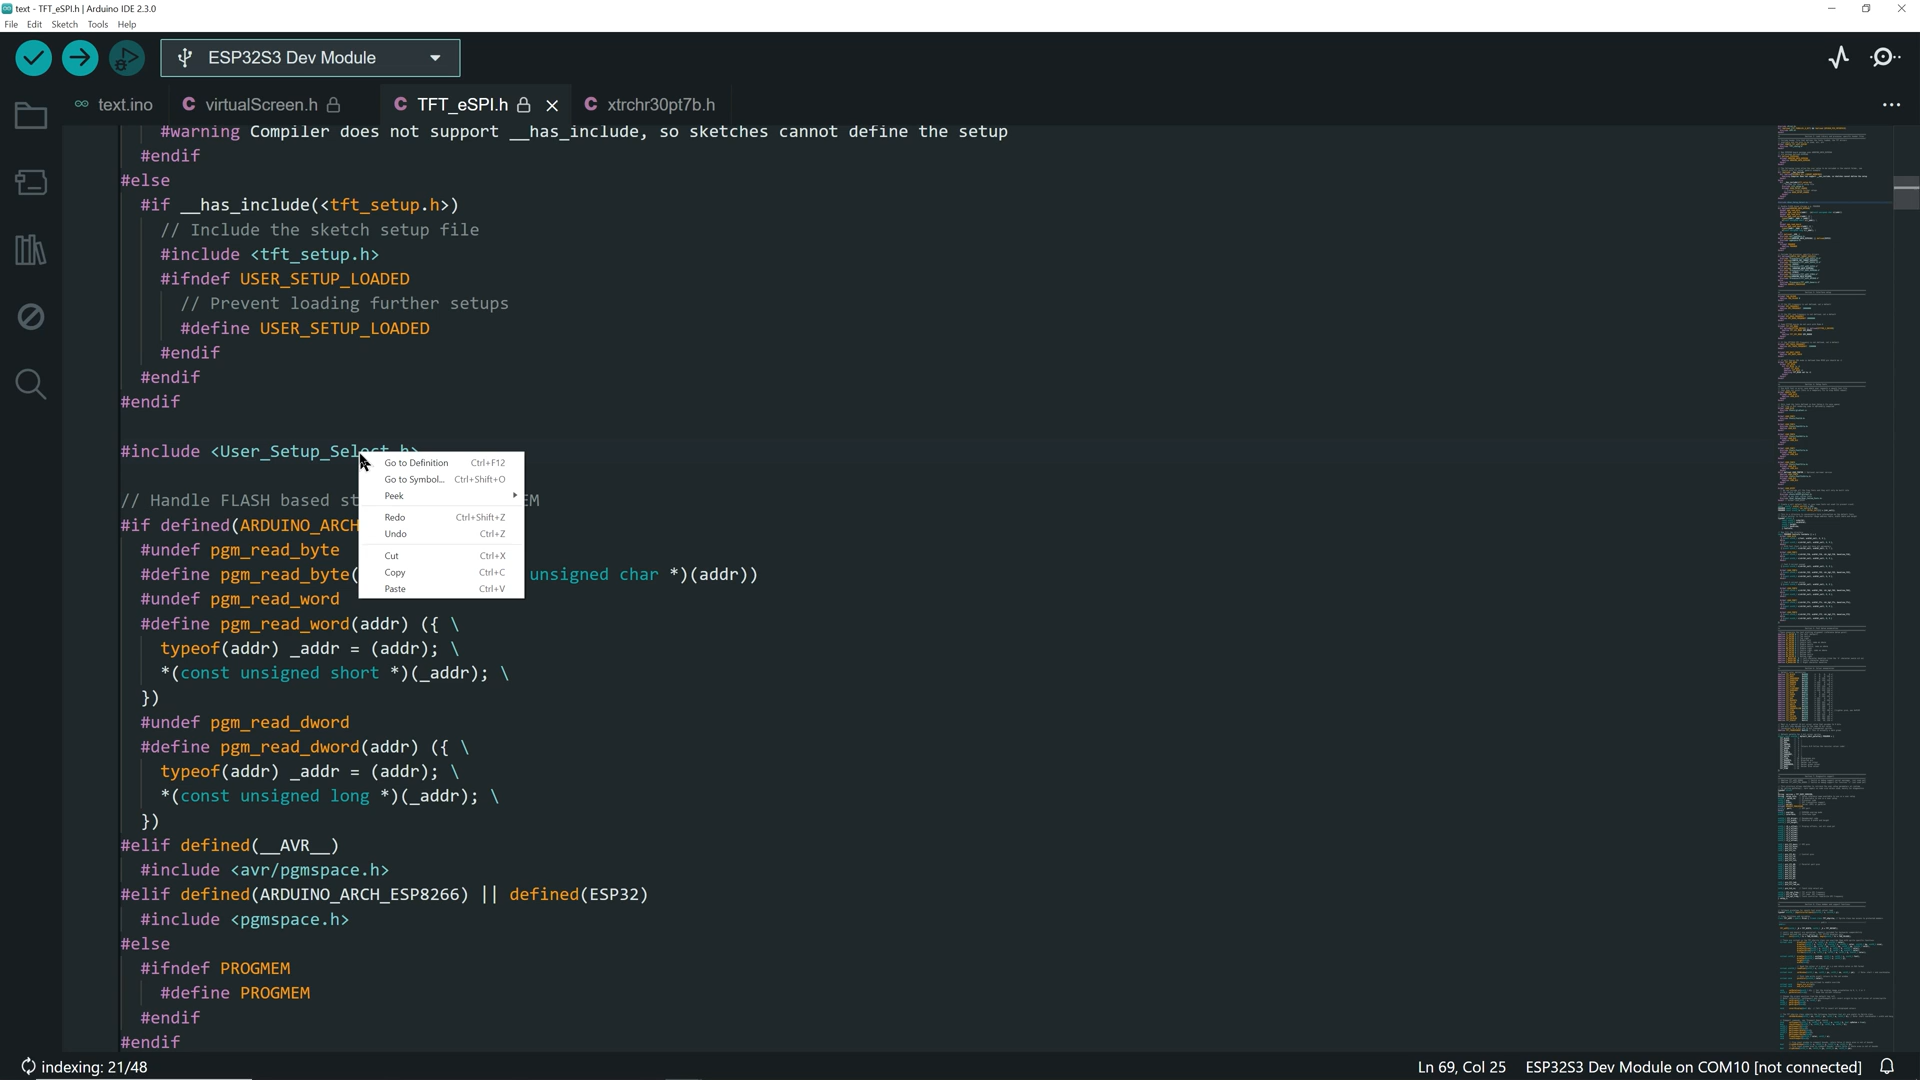 text - TFT_eSPI.h | Arduino IDE 2.3.0
File Edit Sketch Tools Help
ESP32S3 Dev Module
text.ino
virtualScreen.h
TFT_eSPI.h
xtrchr30pt7b.h
#warning Compiler does not support __has_include, so sketches cannot define the setup
#endif
#else
#if __has_include(<tft_setup.h>)
// Include the sketch setup file
#include <tft_setup.h>
#ifndef USER_SETUP_LOADED
// Prevent loading further setups
#define USER_SETUP_LOADED
#endif
#endif
#endif
#include <User_Setup_Select.h>
Go to Definition Ctrl+F12
Go to Symbol... Ctrl+Shift+O
Peek
Redo Ctrl+Shift+Z
Undo Ctrl+Z
Cut Ctrl+X
Copy Ctrl+C
Paste Ctrl+V
// Handle FLASH based st EM
#if defined(ARDUINO_ARCH
#undef pgm_read_byte
#define pgm_read_byte( unsigned char *)(addr))
#undef pgm_read_word
#define pgm_read_word(addr) ({ \
typeof(addr) _addr = (addr); \
*(const unsigned short *)(_addr); \
})
#undef pgm_read_dword
#define pgm_read_dword(addr) ({ \
typeof(addr) _addr = (addr); \
*(const unsigned long *)(_addr); \
})
#elif defined(__AVR__)
#include <avr/pgmspace.h>
#elif defined(ARDUINO_ARCH_ESP8266) || defined(ESP32)
#include <pgmspace.h>
#else
#ifndef PROGMEM
#define PROGMEM
#endif
#endif
indexing: 21/48
Ln 69, Col 25 ESP32S3 Dev Module on COM10 [not connected]